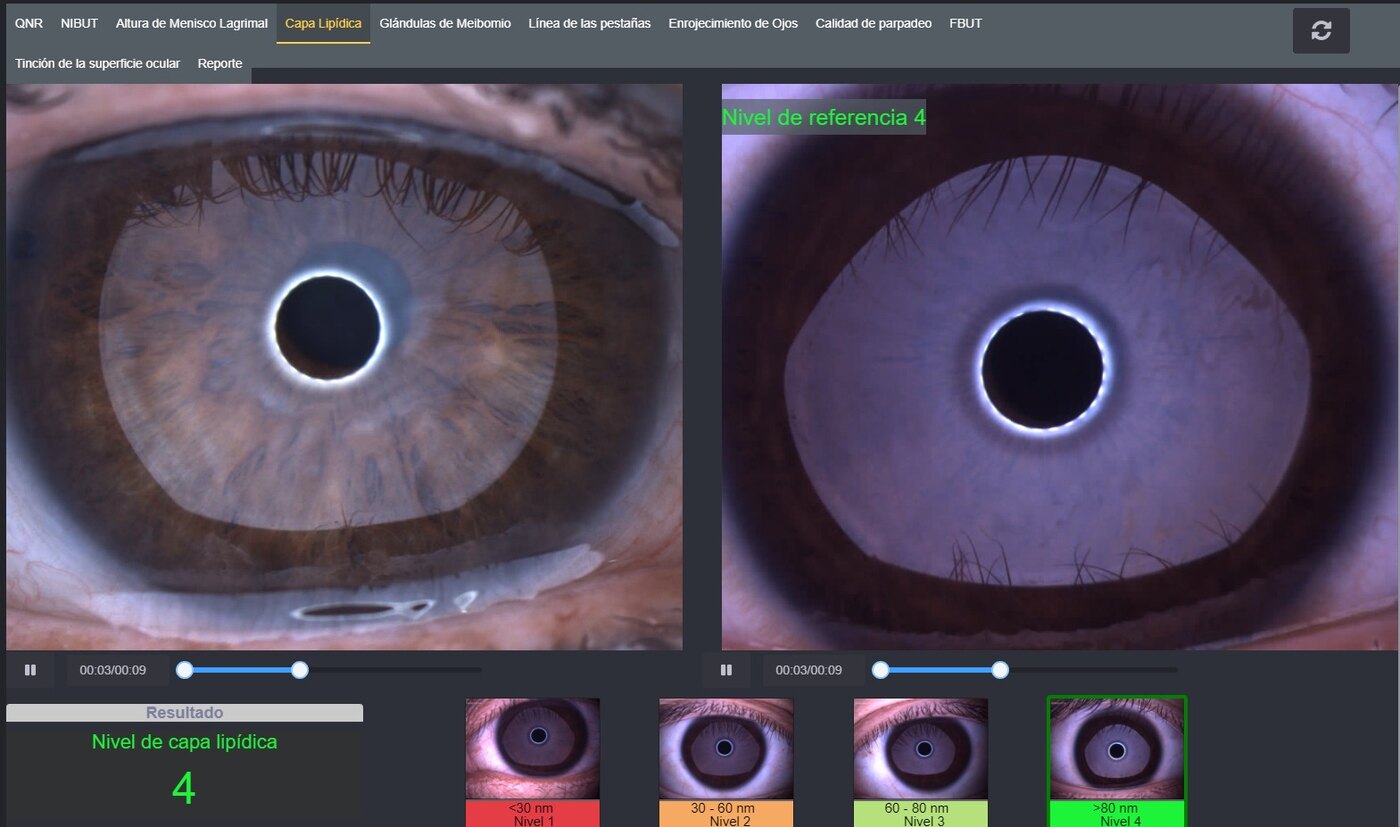 QNR NIBUT Altura de Menisco Lagrimal Capa Lipídica Glándulas de Meibomio Línea de las pestañas Enrojecimiento de Ojos Calidad de parpadeo FBUT
Tinción de la superficie ocular Reporte
Nivel de referencia 4
00:03/00:09 00:03/00:09
Resultado
Nivel de capa lipídica
4
<30 nm 30 - 60 nm 60 - 80 nm >80 nm
Nivel 1 Nivel 2 Nivel 3 Nivel 4